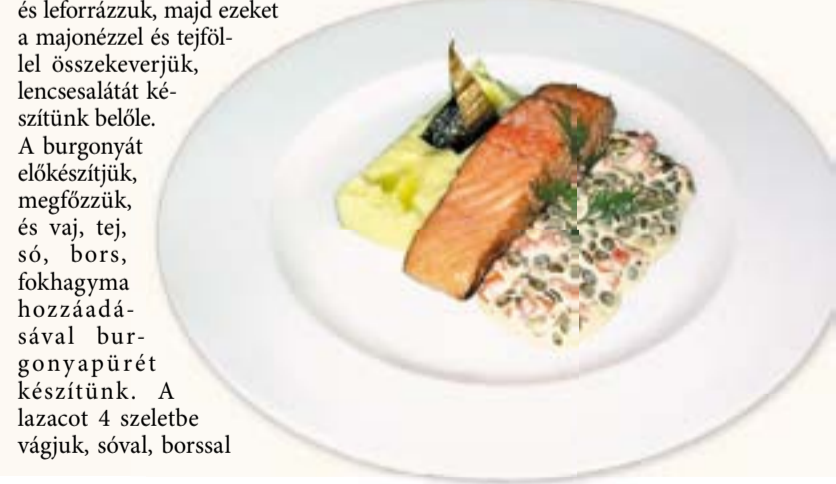 és leforrázzuk, majd ezeket
a majonézzel és tejföl-
lel összekeverjük,
lencsesalátát ké-
szítünk belőle.
A burgonyát
előkészítjük,
megfőzzük,
és vaj, tej,
só, bors,
fokhagyma
hozzáadá-
sával bur-
gonyapürét
készítünk. A
lazacot 4 szeletbe
vágjuk, sóval, borssal